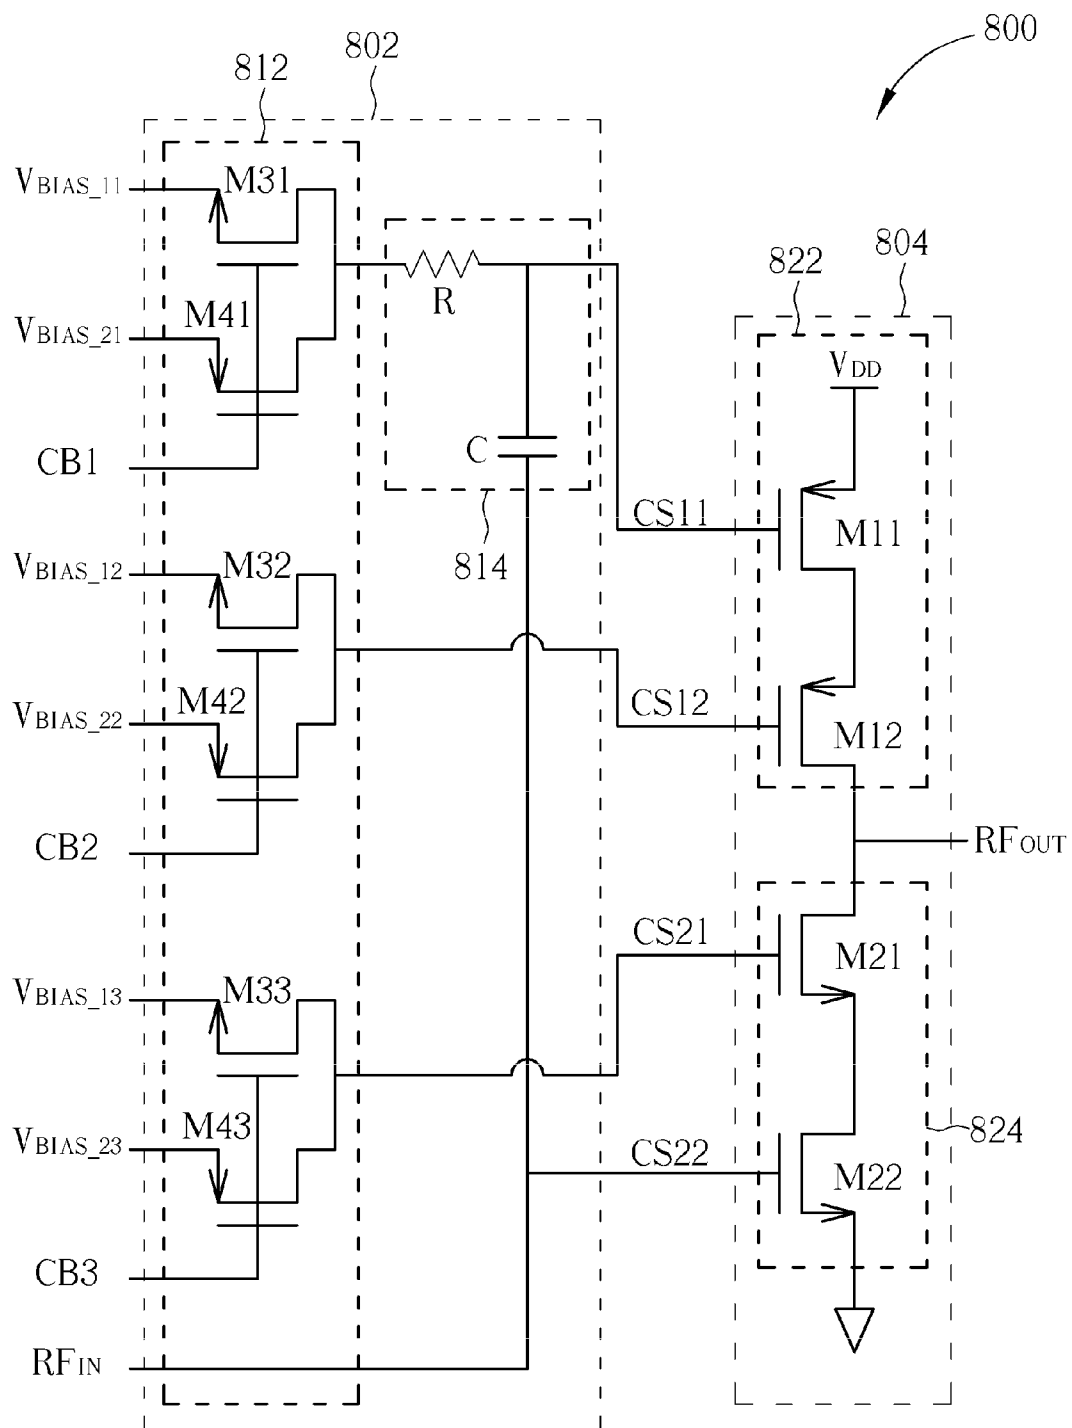 800
802
812
VBIAS_11
M31
804
822
R
M41
VBIAS_21
VDD
C
CB1
CS11
M11
814
VBIAS_12
M32
M42
CS12
VBIAS_22
M12
CB2
RFOUT
CS21
M21
VBIAS_13
M33
M43
824
VBIAS_23
CS22
M22
CB3
RFIN